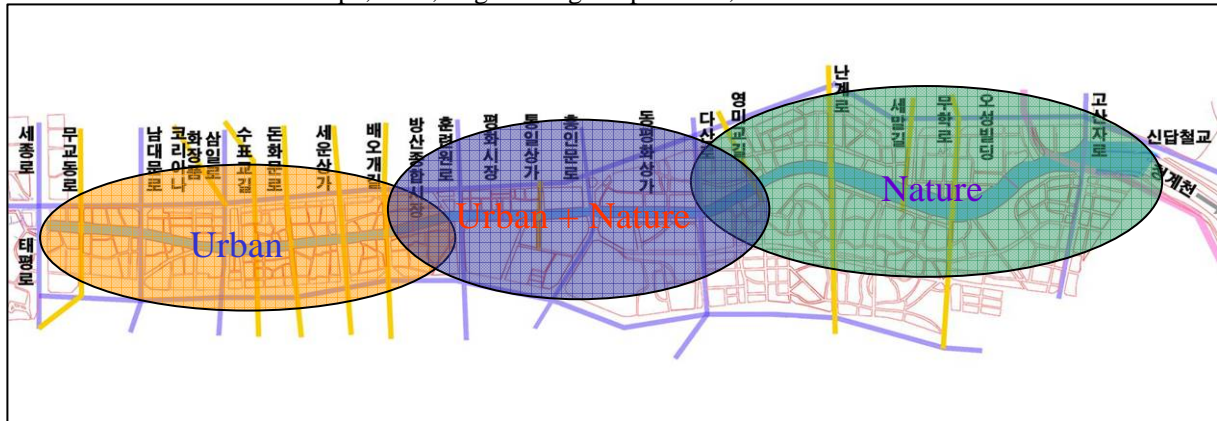 세종로
무교동로
남대문로
코리아나
화장품
삼일로
수표교길
돈화문로
세운상가
배오개길
방산종합시장
훈련원로
평화시장
통일상가
흥인문로
동평화상가
다산로
영미교길
난계로
세말길
무학로
오성빌딩
고산자로
신답철교
청계천
태평로
Urban
Urban + Nature
Nature